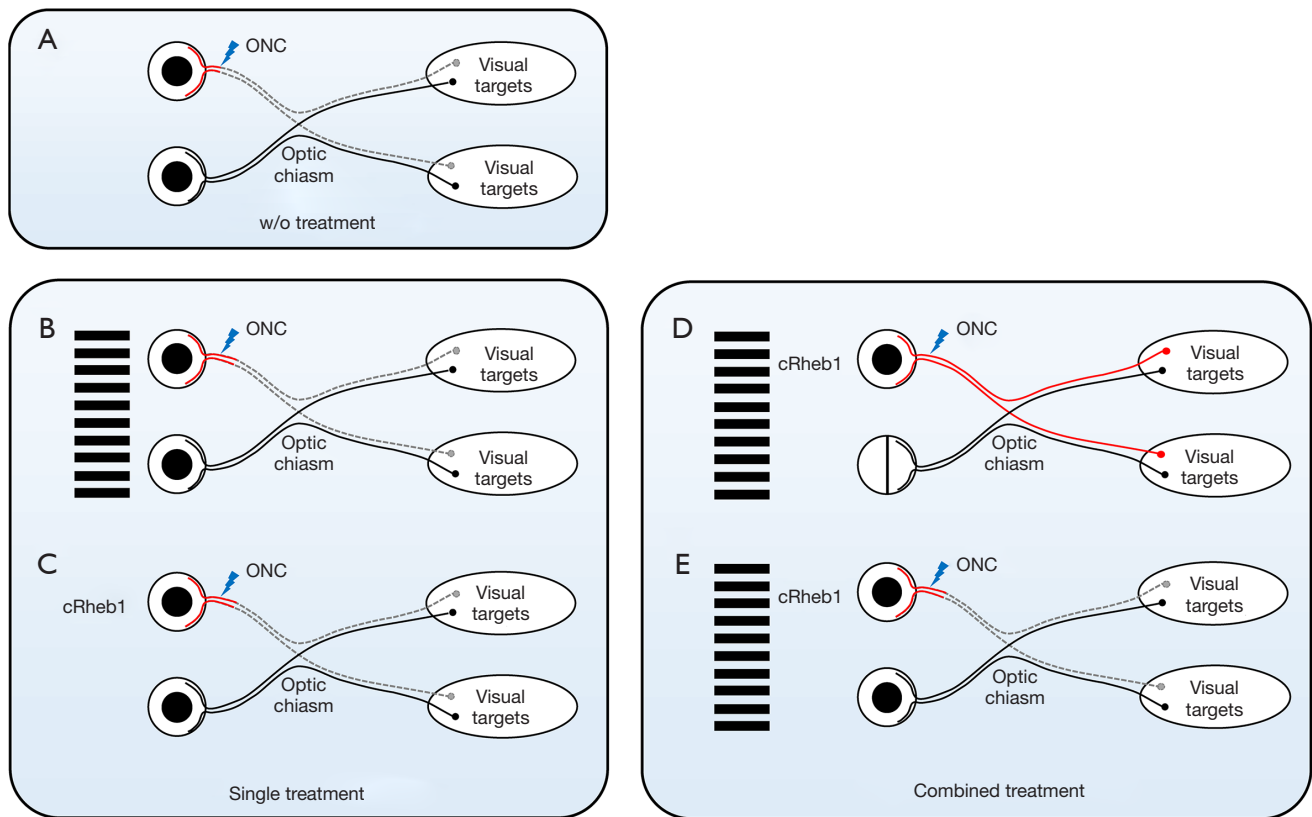 A
ONC
Visual
targets
Optic
chiasm
Visual
targets
w/o treatment
B
ONC
Visual
targets
Optic
chiasm
Visual
targets
C
ONC
cRheb1
Visual
targets
Optic
chiasm
Visual
targets
Single treatment
D
ONC
cRheb1
Visual
targets
Optic
chiasm
Visual
targets
E
ONC
cRheb1
Visual
targets
Optic
chiasm
Visual
targets
Combined treatment